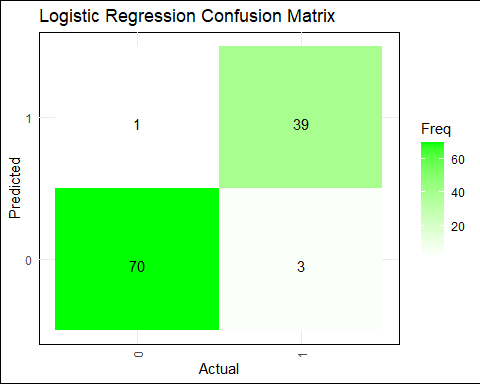 Logistic Regression Confusion Matrix
1
1
39
Freq
60
40
20
Predicted
0
70
3
0
1
Actual